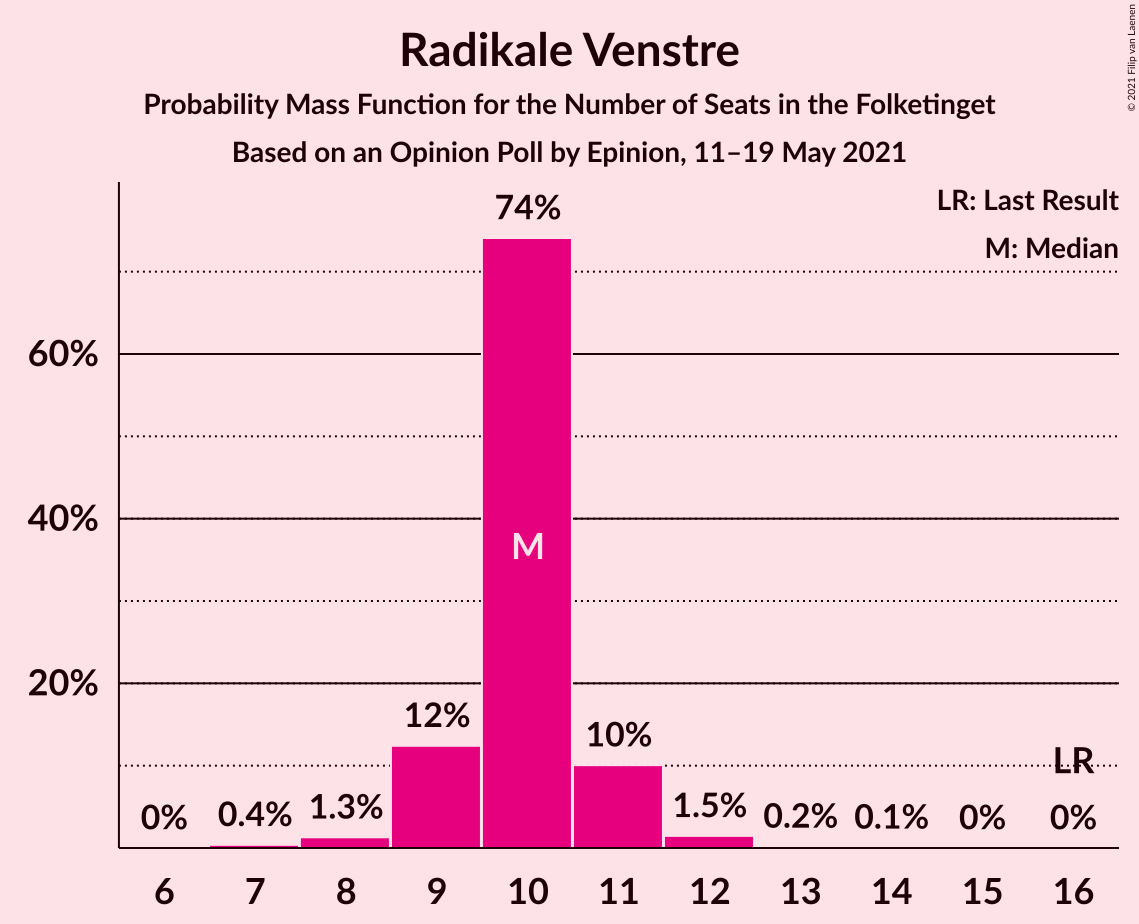 Radikale Venstre
Probability Mass Function for the Number of Seats in the Folketinget
Based on an Opinion Poll by Epinion, 11–19 May 2021
© 2021 Filip van Laenen
LR: Last Result
M: Median
74%
60%
40%
M
20%
12%
10%
LR
0%
0.4%
1.3%
1.5%
0.2%
0.1%
0%
0%
6 7 8 9 10 11 12 13 14 15 16